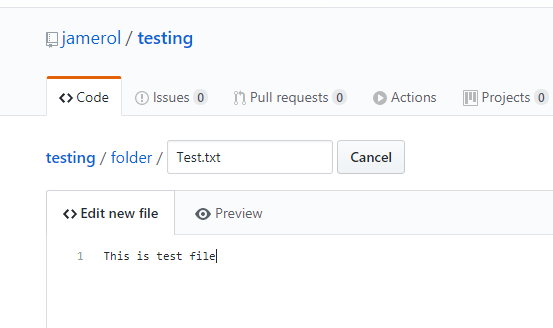 jamerol / testing
Code Issues 0 Pull requests 0 Actions Projects 0
testing / folder / Test.txt Cancel
Edit new file Preview
1 This is test file